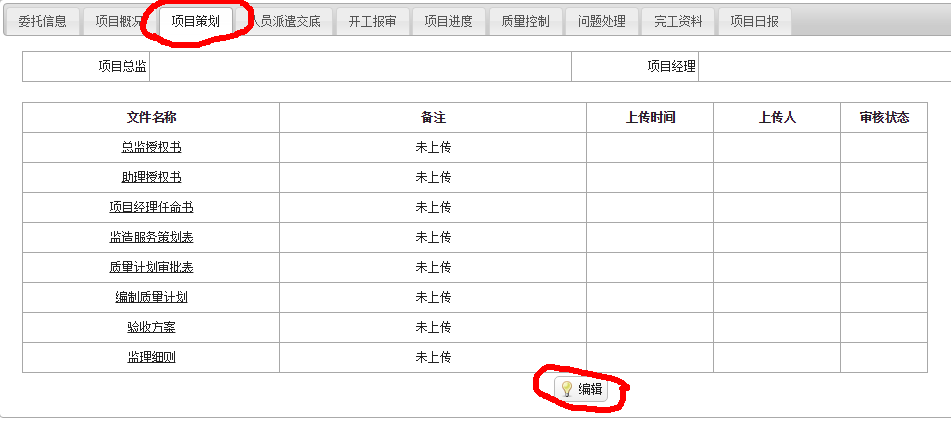 委托信息 项目概况 项目策划 人员派遣交底 开工报审 项目进度 质量控制 问题处理 完工资料 项目日报
项目总监 项目经理
文件名称 备注 上传时间 上传人 审核状态
总监授权书 未上传
助理授权书 未上传
项目经理任命书 未上传
监造服务策划表 未上传
质量计划审批表 未上传
编制质量计划 未上传
验收方案 未上传
监理细则 未上传
编辑